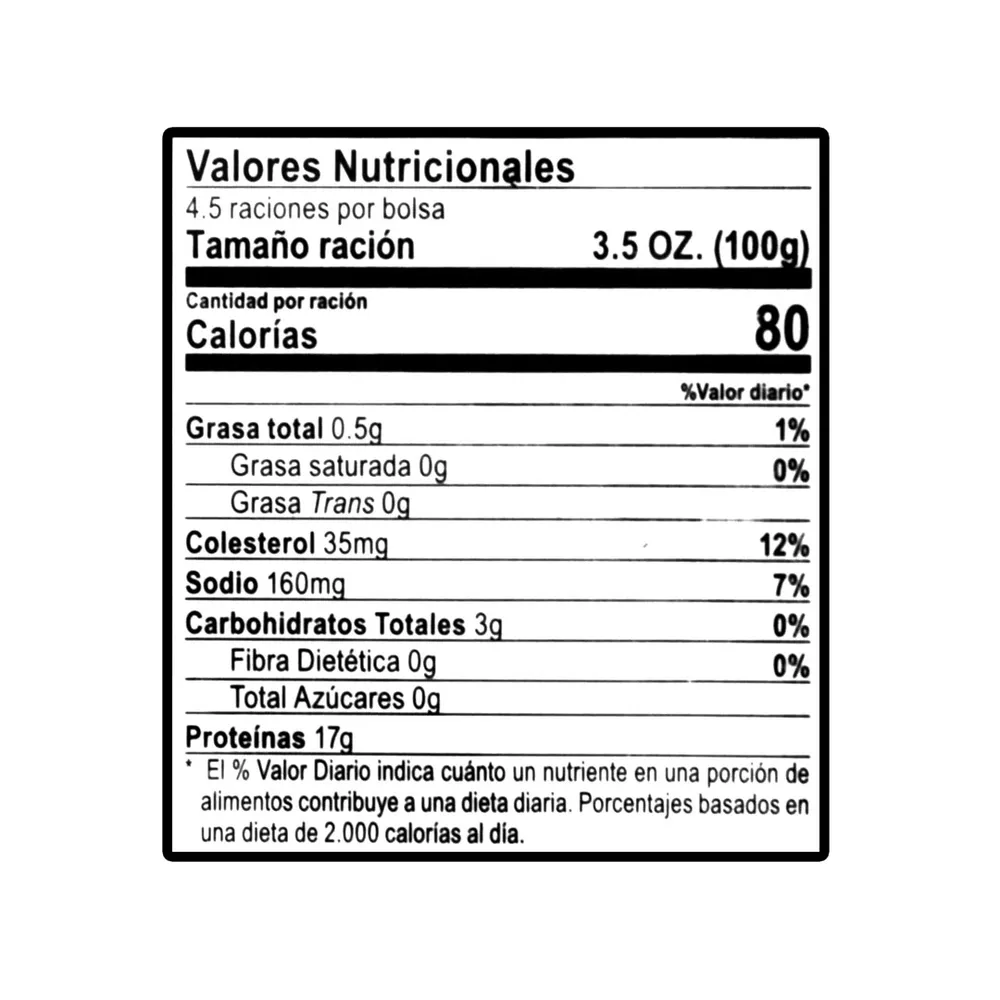 Valores Nutricionales
4.5 raciones por bolsa
Tamaño ración 3.5 OZ. (100g)
Cantidad por ración
Calorías 80
%Valor diario*
Grasa total 0.5g 1%
Grasa saturada 0g 0%
Grasa Trans 0g
Colesterol 35mg 12%
Sodio 160mg 7%
Carbohidratos Totales 3g 0%
Fibra Dietética 0g 0%
Total Azúcares 0g
Proteínas 17g
* El % Valor Diario indica cuánto un nutriente en una porción de
alimentos contribuye a una dieta diaria. Porcentajes basados en
una dieta de 2.000 calorías al día.